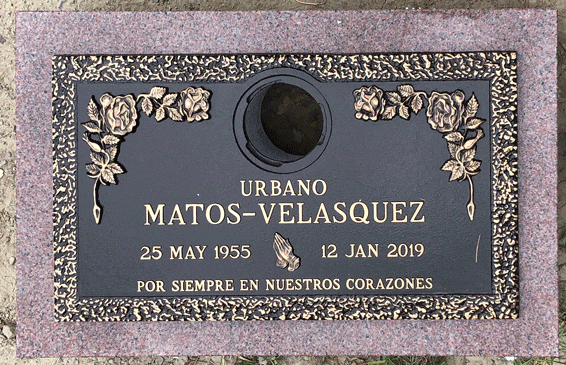 URBANO
MATOS-VELASQUEZ
25 MAY 1955 12 JAN 2019
POR SIEMPRE EN NUESTROS CORAZONES